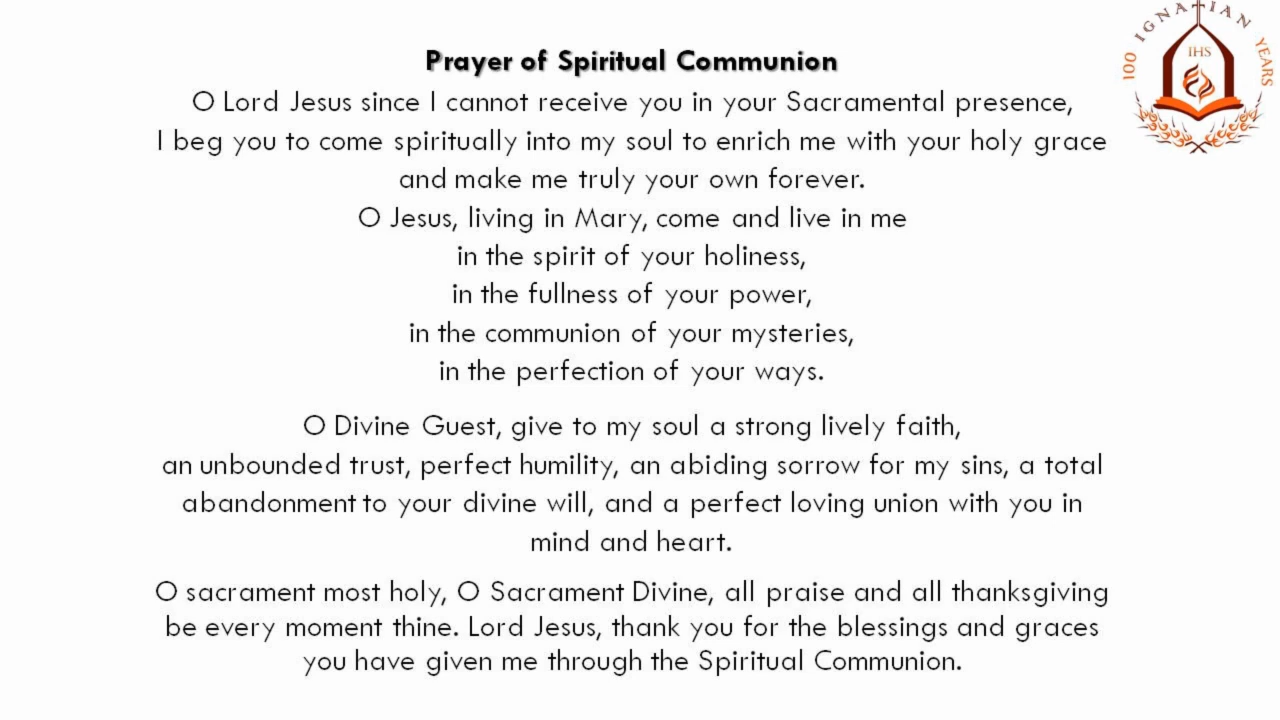 Prayer of Spiritual Communion
O Lord Jesus since I cannot receive you in your Sacramental presence,
I beg you to come spiritually into my soul to enrich me with your holy grace
and make me truly your own forever.
O Jesus, living in Mary, come and live in me
in the spirit of your holiness,
in the fullness of your power,
in the communion of your mysteries,
in the perfection of your ways.
O Divine Guest, give to my soul a strong lively faith,
an unbounded trust, perfect humility, an abiding sorrow for my sins, a total
abandonment to your divine will, and a perfect loving union with you in
mind and heart.
O sacrament most holy, O Sacrament Divine, all praise and all thanksgiving
be every moment thine. Lord Jesus, thank you for the blessings and graces
you have given me through the Spiritual Communion.
100 IGNATIAN YEARS
IHS